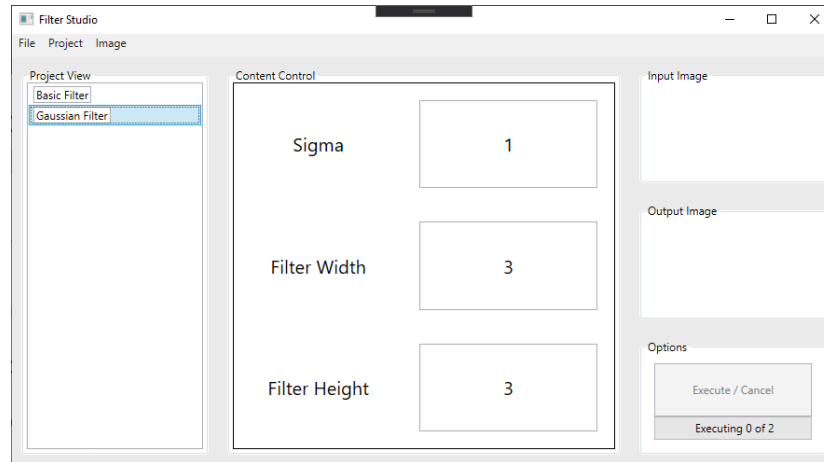 Filter Studio
File Project Image
Project View
Basic Filter
Gaussian Filter
Content Control
Sigma 1
Filter Width 3
Filter Height 3
Input Image
Output Image
Options
Execute / Cancel
Executing 0 of 2